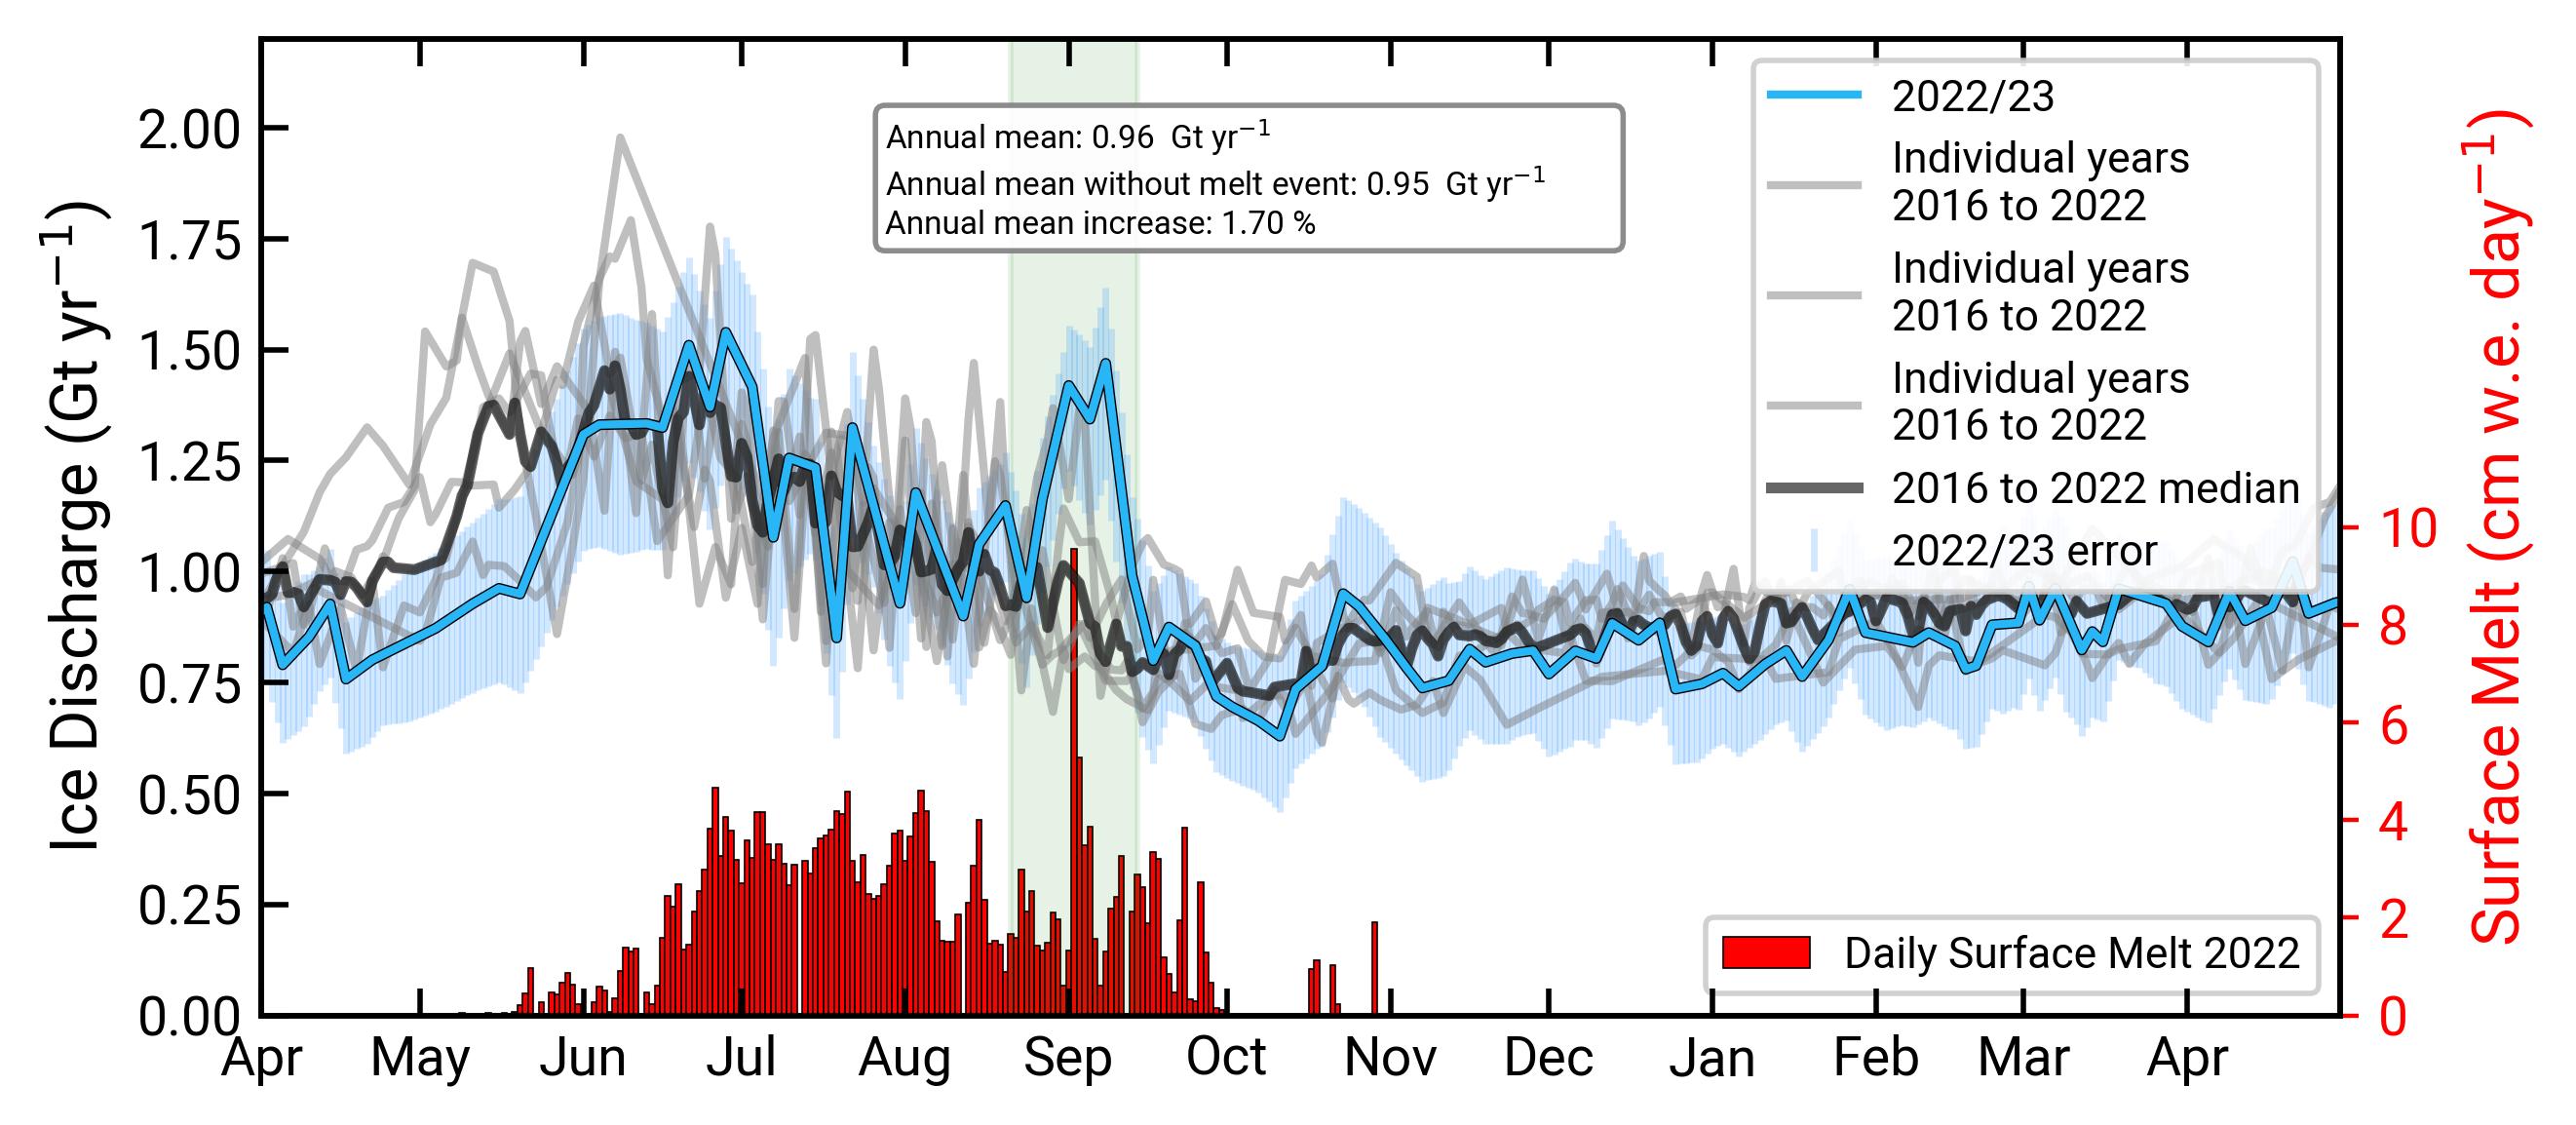 Ice Discharge (Gt yr⁻¹)
2.00
1.75
1.50
1.25
1.00
0.75
0.50
0.25
0.00
Annual mean: 0.96 Gt yr⁻¹
Annual mean without melt event: 0.95 Gt yr⁻¹
Annual mean increase: 1.70 %
2022/23
Individual years
2016 to 2022
Individual years
2016 to 2022
Individual years
2016 to 2022
2016 to 2022 median
2022/23 error
Daily Surface Melt 2022
10
8
6
4
2
0
Surface Melt (cm w.e. day⁻¹)
Apr May Jun Jul Aug Sep Oct Nov Dec Jan Feb Mar Apr